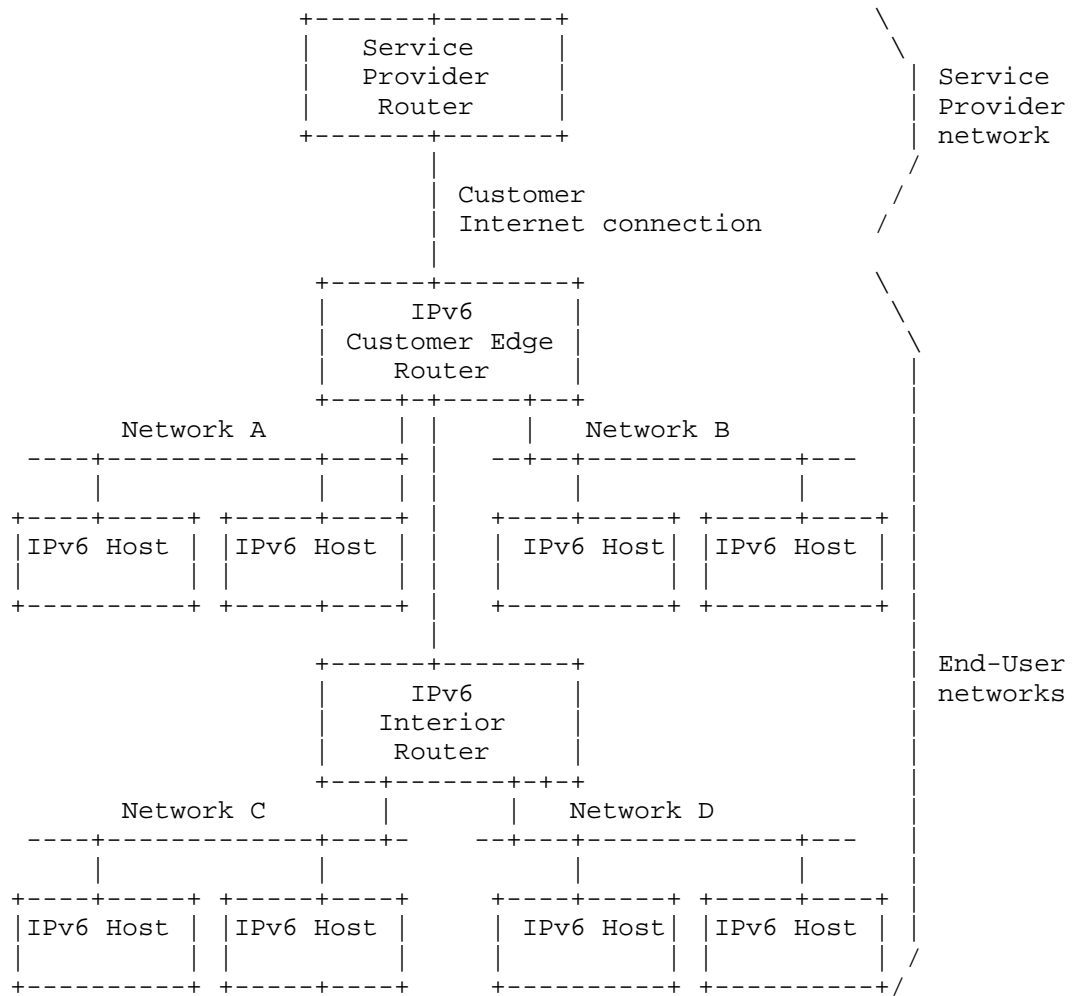 Service
Provider
Router
Service
Provider
network
Customer
Internet connection
IPv6
Customer Edge
Router
Network A
Network B
IPv6 Host
IPv6 Host
IPv6 Host
IPv6 Host
End-User
networks
IPv6
Interior
Router
Network C
Network D
IPv6 Host
IPv6 Host
IPv6 Host
IPv6 Host